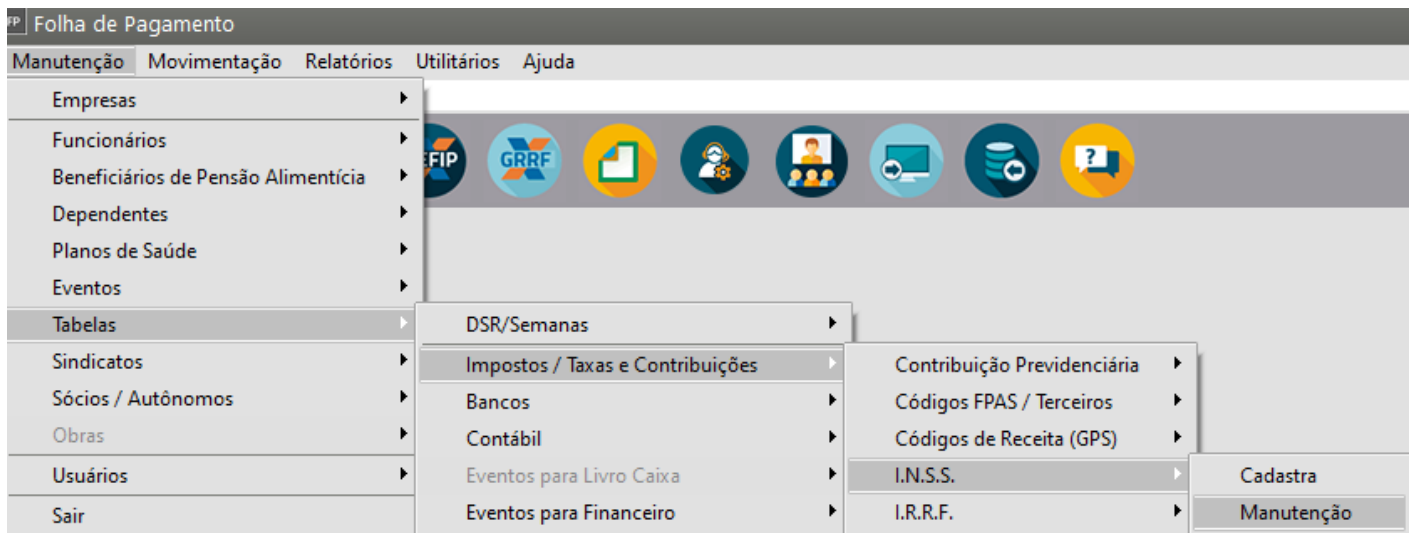 FP Folha de Pagamento
Manutenção Movimentação Relatórios Utilitários Ajuda
Empresas
Funcionários
Beneficiários de Pensão Alimentícia
Dependentes
Planos de Saúde
Eventos
Tabelas
Sindicatos
Sócios / Autônomos
Obras
Usuários
Sair
GRRF
?
DSR/Semanas
Impostos / Taxas e Contribuições
Bancos
Contábil
Eventos para Livro Caixa
Eventos para Financeiro
Contribuição Previdenciária
Códigos FPAS / Terceiros
Códigos de Receita (GPS)
I.N.S.S.
I.R.R.F.
Cadastra
Manutenção